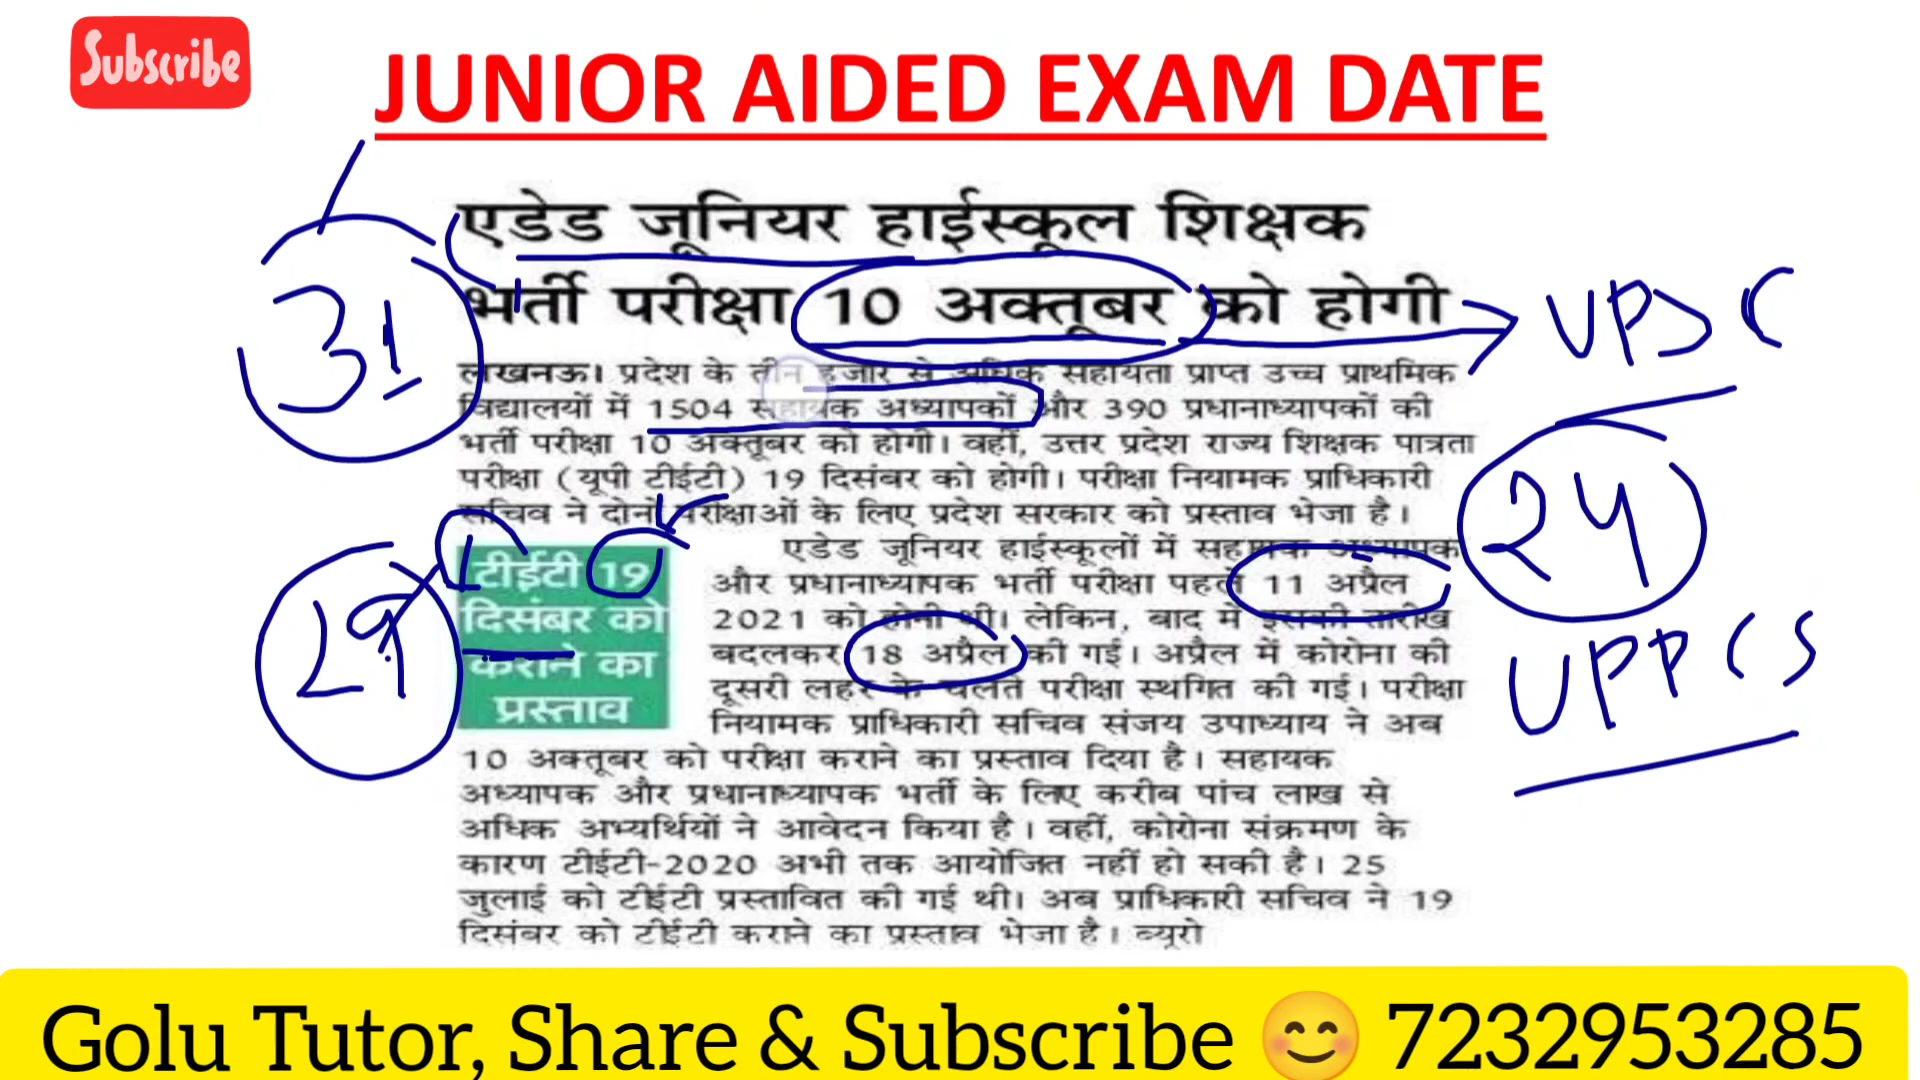 Subscribe
JUNIOR AIDED EXAM DATE
एडेड जूनियर हाईस्कूल शिक्षक
भर्ती परीक्षा 10 अक्तूबर को होगी
लखनऊ। प्रदेश के तीन हजार से अधिक सहायता प्राप्त उच्च प्राथमिक
विद्यालयों में 1504 सहायक अध्यापकों और 390 प्रधानाध्यापकों की
भर्ती परीक्षा 10 अक्तूबर को होगी। वहीं, उत्तर प्रदेश राज्य शिक्षक पात्रता
परीक्षा (यूपी टीईटी) 19 दिसंबर को होगी। परीक्षा नियामक प्राधिकारी
सचिव ने दोनों परीक्षाओं के लिए प्रदेश सरकार को प्रस्ताव भेजा है।
टीईटी 19
दिसंबर को
कराने का
प्रस्ताव
एडेड जूनियर हाईस्कूलों में सहायक अध्यापक
और प्रधानाध्यापक भर्ती परीक्षा पहले 11 अप्रैल
2021 को होनी थी। लेकिन, बाद में इसकी तारीख
बदलकर 18 अप्रैल की गई। अप्रैल में कोरोना की
दूसरी लहर के चलते परीक्षा स्थगित की गई। परीक्षा
नियामक प्राधिकारी सचिव संजय उपाध्याय ने अब
10 अक्तूबर को परीक्षा कराने का प्रस्ताव दिया है। सहायक
अध्यापक और प्रधानाध्यापक भर्ती के लिए करीब पांच लाख से
अधिक अभ्यर्थियों ने आवेदन किया है। वहीं, कोरोना संक्रमण के
कारण टीईटी-2020 अभी तक आयोजित नहीं हो सकी है। 25
जुलाई को टीईटी प्रस्तावित की गई थी। अब प्राधिकारी सचिव ने 19
दिसंबर को टीईटी कराने का प्रस्ताव भेजा है। ब्यूरो
31
29
UPSC
24
UPPCS
Golu Tutor, Share & Subscribe 😊 7232953285